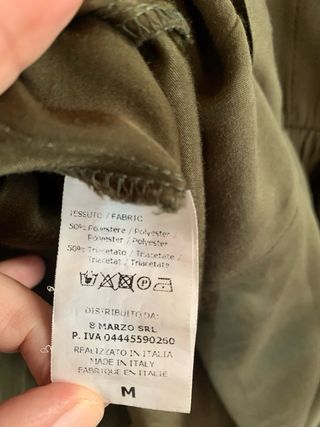 TESSUTO / FABRIC
50% Poliestere / Polyester
Polyester / Polyester
50% Triacetato / Triacetate /
Triacetat / Triacetate
DISTRIBUITO DA:
8 MARZO SRL
P. IVA 04445590260
REALIZZATO IN ITALIA
MADE IN ITALY
FABRIQUE EN ITALIE
M